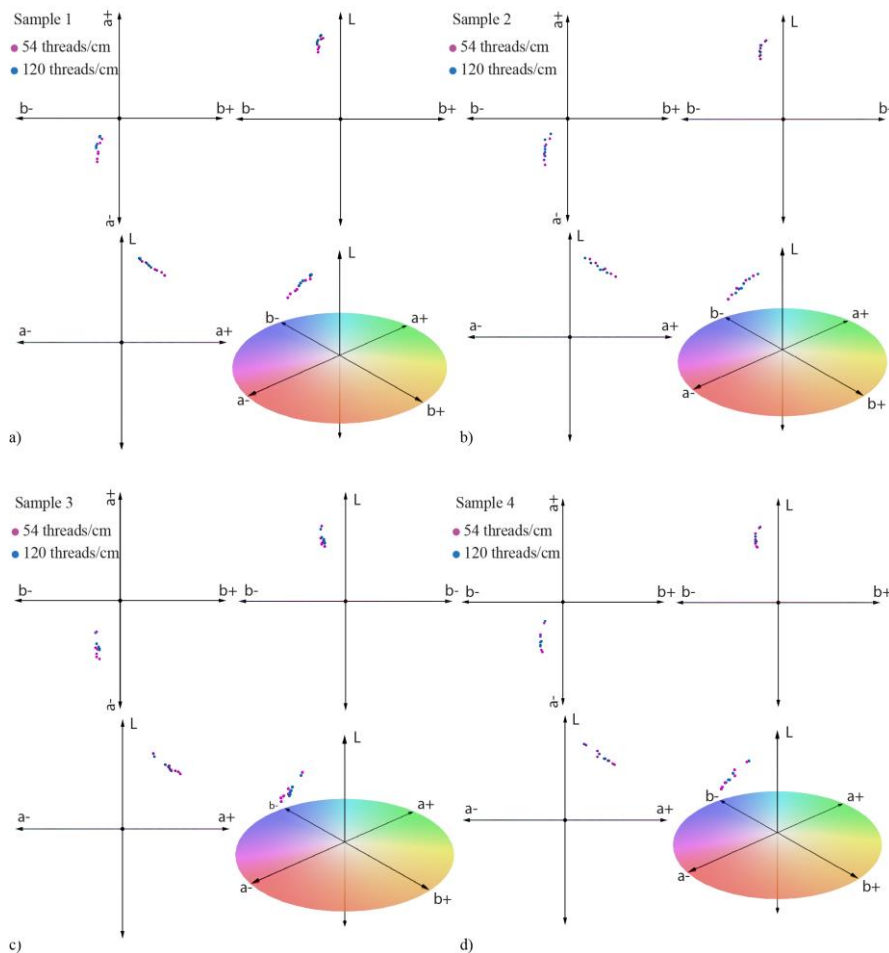 Sample 1
54 threads/cm
120 threads/cm
a+
b-
b+
a-
L
b-
b+
L
a-
a+
L
b-
a+
a-
b+
a)
Sample 2
54 threads/cm
120 threads/cm
a+
b-
b+
a-
L
b-
b-
L
a-
a+
L
b-
a+
a-
b+
b)
Sample 3
54 threads/cm
120 threads/cm
a+
b-
b+
a-
L
b-
b-
L
a-
a+
L
b-
a+
a-
b+
c)
Sample 4
54 threads/cm
120 threads/cm
a+
b-
b+
a-
L
b-
b+
L
a-
a+
L
b-
a+
a-
b+
d)